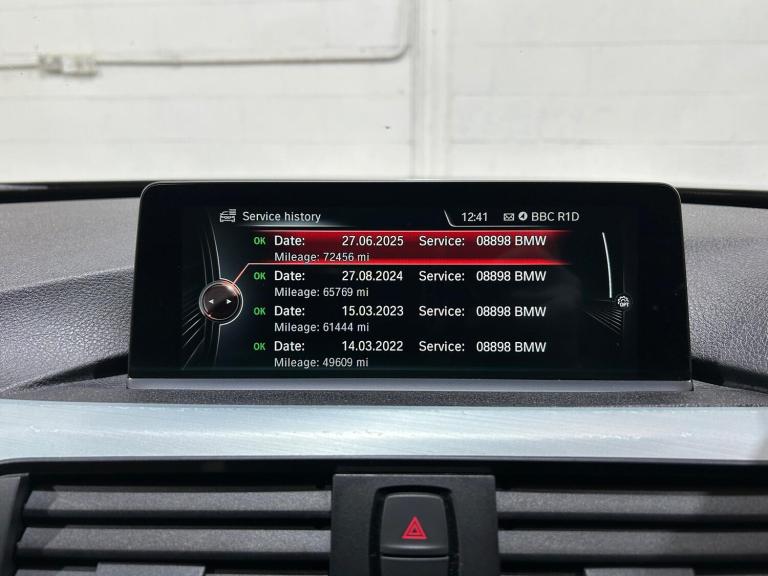 Service history 12:41 BBC R1D
OK Date: 27.06.2025 Service: 08898 BMW
Mileage: 72456 mi
OK Date: 27.08.2024 Service: 08898 BMW
Mileage: 65769 mi
OK Date: 15.03.2023 Service: 08898 BMW
Mileage: 61444 mi
OK Date: 14.03.2022 Service: 08898 BMW
Mileage: 49609 mi
OPT